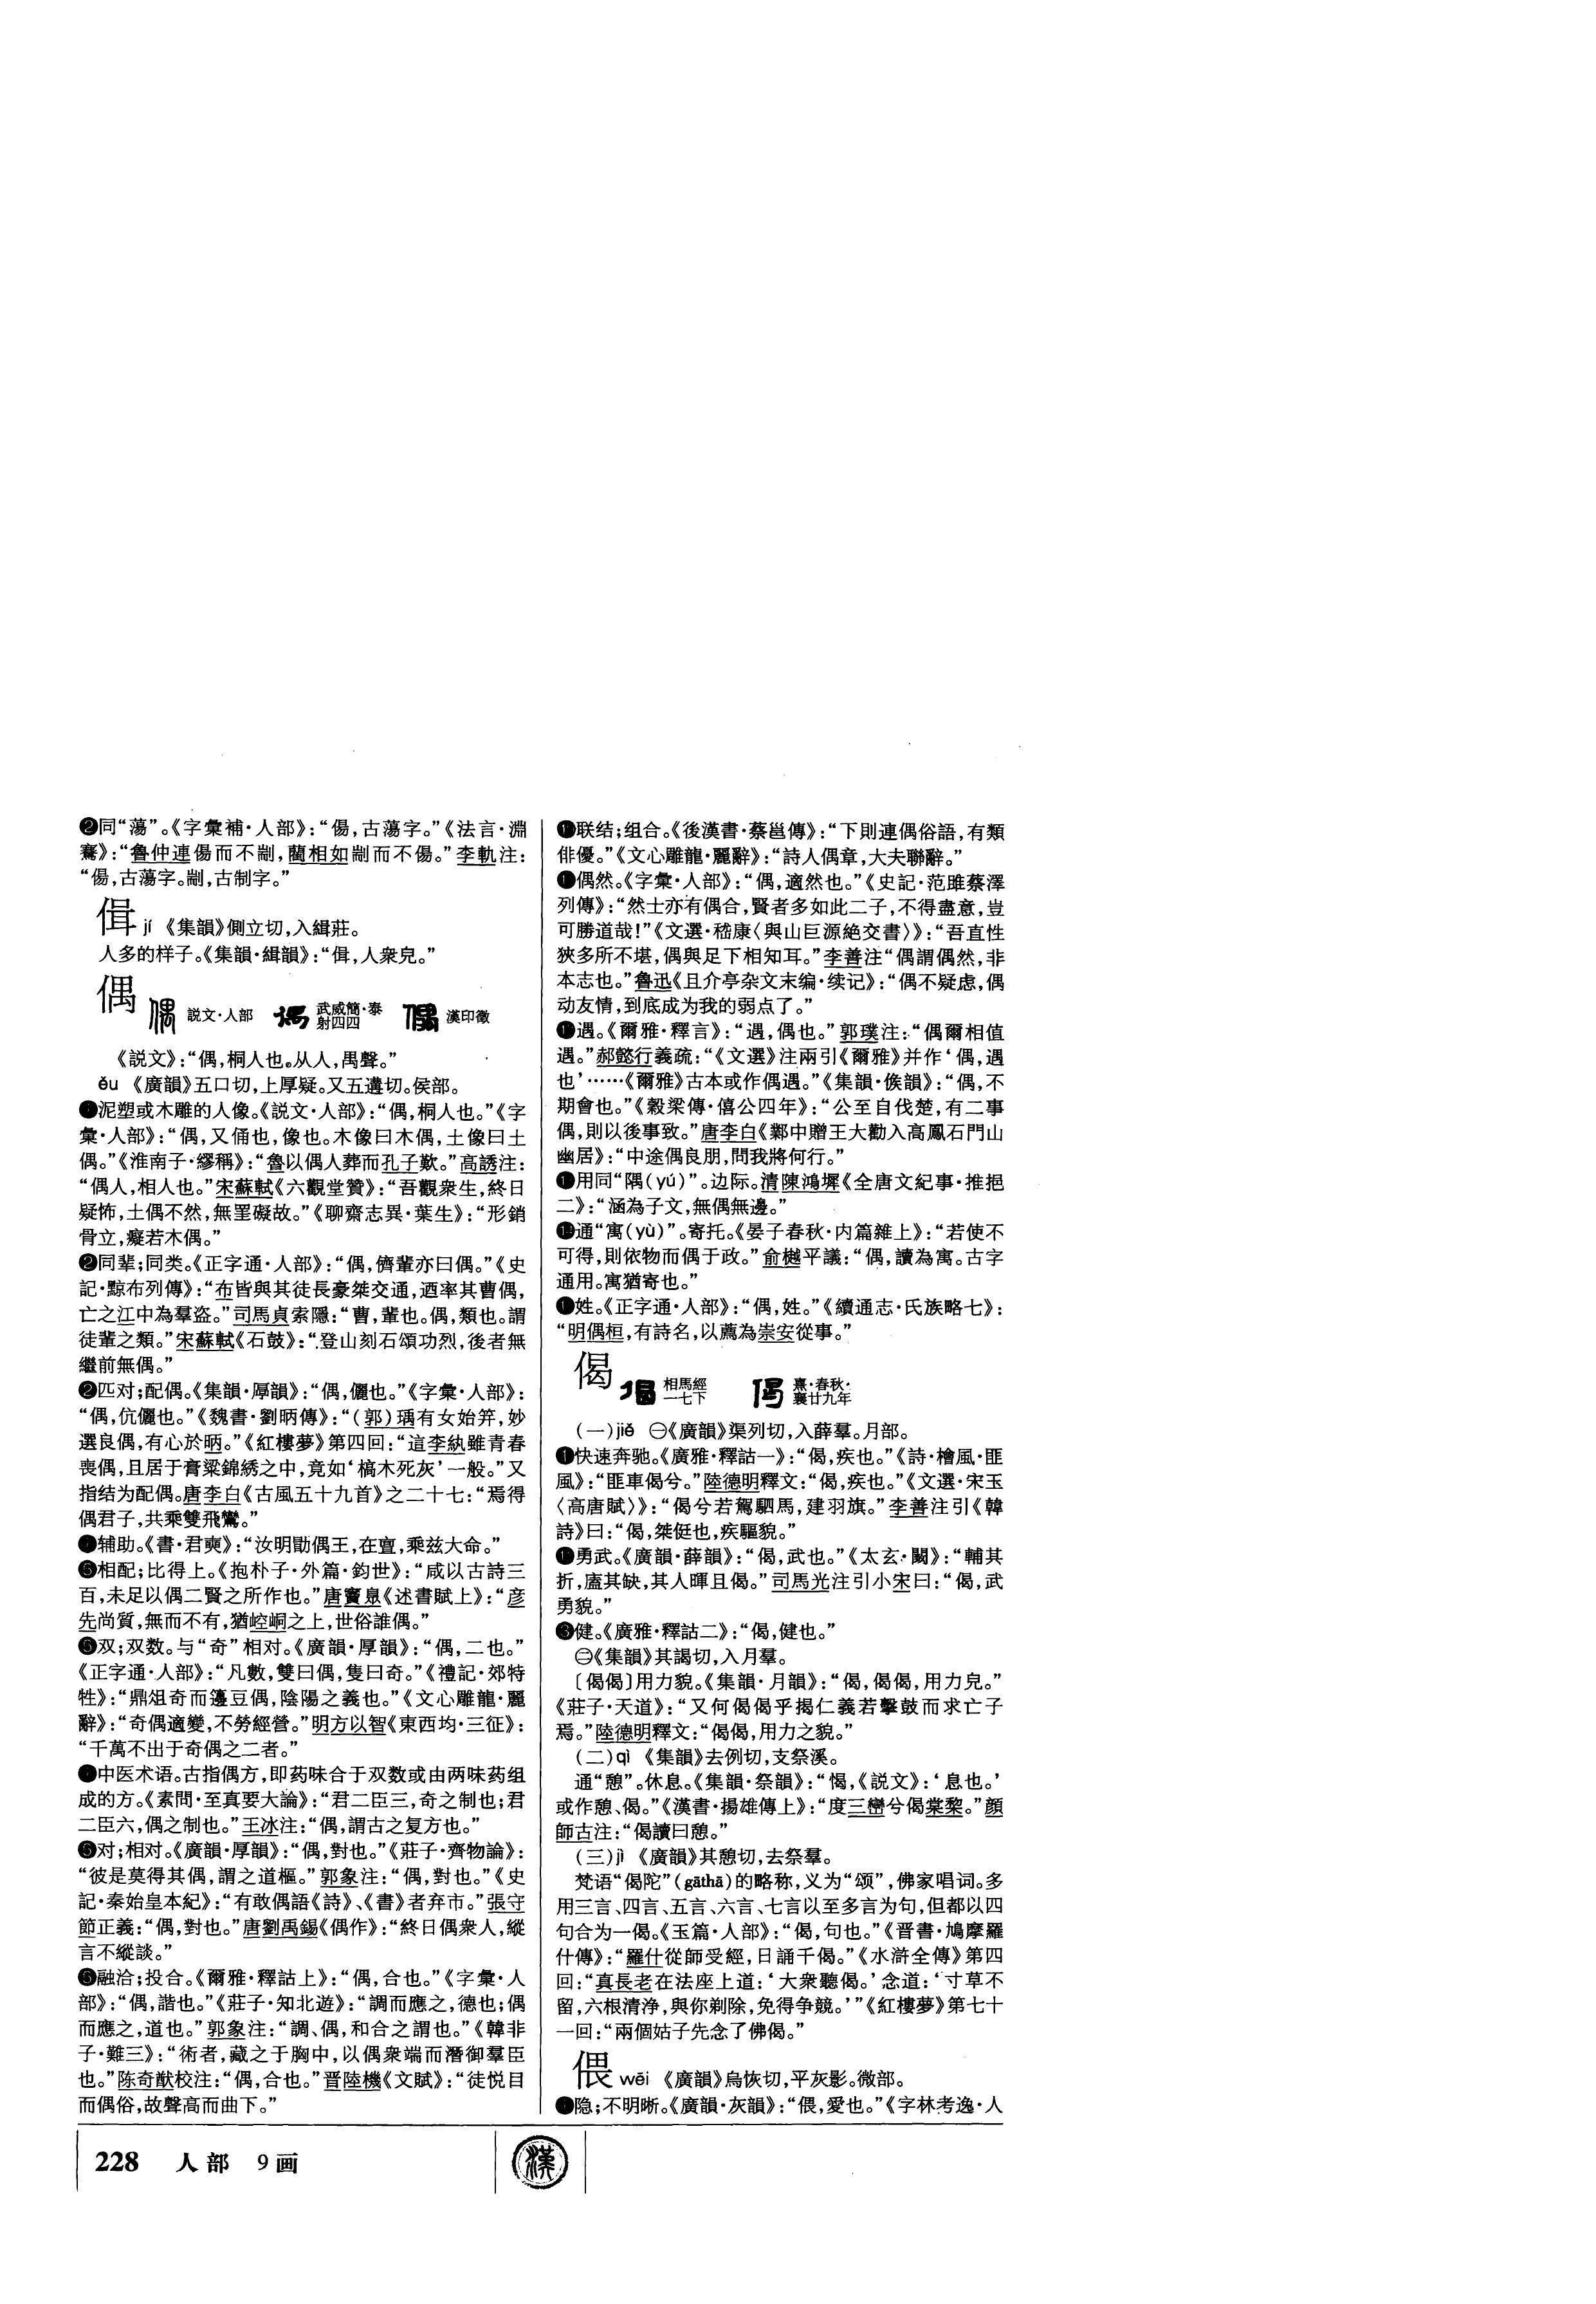 ❷同“蕩”。《字彙補·人部》：“傷，古蕩字。”《法言·淵
騫》：“魯仲連傷而不制，藺相如制而不傷。”李軌注：
“傷，古蕩字。制，古制字。”
偮 jí 《集韻》側立切，入緝莊。
人多的样子。《集韻·緝韻》：“偮，人衆皃。”
偶 說文·人部 武威簡·泰射四四 漢印徵
《説文》：“偶，桐人也。从人，禺聲。”
ǒu 《廣韻》五口切，上厚疑。又五遘切。侯部。
泥塑或木雕的人像。《説文·人部》：“偶，桐人也。”《字
彙·人部》：“偶，又俑也，像也。木像曰木偶，土像曰土
偶。”《淮南子·繆稱》：“魯以偶人葬而孔子歎。”高誘注：
“偶人，相人也。”宋蘇軾《六觀堂贊》：“吾觀衆生，終日
疑怖，土偶不然，無罣礙故。”《聊齋志異·葉生》：“形銷
骨立，癡若木偶。”
❷同辈；同类。《正字通·人部》：“偶，儕輩亦曰偶。”《史
記·黥布列傳》：“布皆與其徒長豪桀交通，迺率其曹偶，
亡之江中為羣盗。”司馬貞索隱：“曹，輩也。偶，類也。謂
徒輩之類。”宋蘇軾《石鼓》：“登山刻石頌功烈，後者無
繼前無偶。”
❷匹对；配偶。《集韻·厚韻》：“偶，儷也。”《字彙·人部》：
“偶，伉儷也。”《魏書·劉昞傳》：“（郭）瑀有女始笄，妙
選良偶，有心於昞。”《紅樓夢》第四回：“這李紈雖青春
喪偶，且居于膏粱錦綉之中，竟如‘槁木死灰’一般。”又
指结为配偶。唐李白《古風五十九首》之二十七：“焉得
偶君子，共乘雙飛鸞。”
辅助。《書·君奭》：“汝明勖偶王，在亶，乘兹大命。”
❺相配；比得上。《抱朴子·外篇·鈞世》：“咸以古詩三
百，未足以偶二賢之所作也。”唐竇臮《述書賦上》：“彦
先尚質，無而不有，猶崆峒之上，世俗誰偶。”
❺双；双数。与“奇”相对。《廣韻·厚韻》：“偶，二也。”
《正字通·人部》：“凡數，雙曰偶，隻曰奇。”《禮記·郊特
牲》：“鼎俎奇而籩豆偶，陰陽之義也。”《文心雕龍·麗
辭》：“奇偶適變，不勞經營。”明方以智《東西均·三征》：
“千萬不出于奇偶之二者。”
中医术语。古指偶方，即药味合于双数或由两味药组
成的方。《素問·至真要大論》：“君二臣三，奇之制也；君
二臣六，偶之制也。”王冰注：“偶，謂古之复方也。”
❻对；相对。《廣韻·厚韻》：“偶，對也。”《莊子·齊物論》：
“彼是莫得其偶，謂之道樞。”郭象注：“偶，對也。”《史
記·秦始皇本紀》：“有敢偶語《詩》、《書》者弃市。”張守
節正義：“偶，對也。”唐劉禹錫《偶作》：“終日偶衆人，縱
言不縱談。”
❺融洽；投合。《爾雅·釋詁上》：“偶，合也。”《字彙·人
部》：“偶，諧也。”《莊子·知北遊》：“調而應之，德也；偶
而應之，道也。”郭象注：“調、偶，和合之謂也。”《韓非
子·難三》：“術者，藏之于胸中，以偶衆端而潛御羣臣
也。”陈奇猷校注：“偶，合也。”晋陸機《文賦》：“徒悦目
而偶俗，故聲高而曲下。”
联结；组合。《後漢書·蔡邕傳》：“下則連偶俗語，有類
俳優。”《文心雕龍·麗辭》：“詩人偶章，大夫聯辭。”
偶然。《字彙·人部》：“偶，適然也。”《史記·范雎蔡澤
列傳》：“然士亦有偶合，賢者多如此二子，不得盡意，豈
可勝道哉！”《文選·嵇康〈與山巨源絶交書〉》：“吾直性
狹多所不堪，偶與足下相知耳。”李善注“偶謂偶然，非
本志也。”魯迅《且介亭杂文末编·续记》：“偶不疑虑，偶
动友情，到底成为我的弱点了。”
遇。《爾雅·釋言》：“遇，偶也。”郭璞注：“偶爾相值
遇。”郝懿行義疏：“《文選》注兩引《爾雅》并作‘偶，遇
也’……《爾雅》古本或作偶遇。”《集韻·侯韻》：“偶，不
期會也。”《穀梁傳·僖公四年》：“公至自伐楚，有二事
偶，則以後事致。”唐李白《鄴中贈王大勸入高鳳石門山
幽居》：“中途偶良朋，問我將何行。”
用同“隅（yú）”。边际。清陳鴻墀《全唐文紀事·推挹
二》：“涵為子文，無偶無邊。”
通“寓（yù）”。寄托。《晏子春秋·内篇雜上》：“若使不
可得，則依物而偶于政。”俞樾平議：“偶，讀為寓。古字
通用。寓猶寄也。”
姓。《正字通·人部》：“偶，姓。”《續通志·氏族略七》：
“明偶桓，有詩名，以薦為崇安從事。”
偈 相馬經一七下 熹·春秋·襄廿九年
（一）jié ㊀《廣韻》渠列切，入薛羣。月部。
❶快速奔驰。《廣雅·釋詁一》：“偈，疾也。”《詩·檜風·匪
風》：“匪車偈兮。”陸德明釋文：“偈，疾也。”《文選·宋玉
〈高唐賦〉》：“偈兮若駕駟馬，建羽旗。”李善注引《韓
詩》曰：“偈，桀侹也，疾驅貌。”
勇武。《廣韻·薛韻》：“偈，武也。”《太玄·闞》：“輔其
折，廅其缺，其人暉且偈。”司馬光注引小宋曰：“偈，武
勇貌。”
❸健。《廣雅·釋詁二》：“偈，健也。”
㊁《集韻》其謁切，入月羣。
〔偈偈〕用力貌。《集韻·月韻》：“偈，偈偈，用力皃。”
《莊子·天道》：“又何偈偈乎揭仁義若擊鼓而求亡子
焉。”陸德明釋文：“偈偈，用力之貌。”
（二）qì 《集韻》去例切，支祭溪。
通“憩”。休息。《集韻·祭韻》：“愒，《説文》：‘息也。’
或作憩、偈。”《漢書·揚雄傳上》：“度三巒兮偈棠黎。”顔
師古注：“偈讀曰憩。”
（三）jì 《廣韻》其憩切，去祭羣。
梵语“偈陀”（gāthā）的略称，义为“颂”，佛家唱词。多
用三言、四言、五言、六言、七言以至多言为句，但都以四
句合为一偈。《玉篇·人部》：“偈，句也。”《晋書·鳩摩羅
什傳》：“羅什從師受經，日誦千偈。”《水滸全傳》第四
回：“真長老在法座上道：‘大衆聽偈。’念道：‘寸草不
留，六根清浄，與你剃除，免得争競。’”《紅樓夢》第七十
一回：“兩個姑子先念了佛偈。”
偎 wēi 《廣韻》烏恢切，平灰影。微部。
隐；不明晰。《廣韻·灰韻》：“偎，愛也。”《字林考逸·人
228 人部 9画
漢